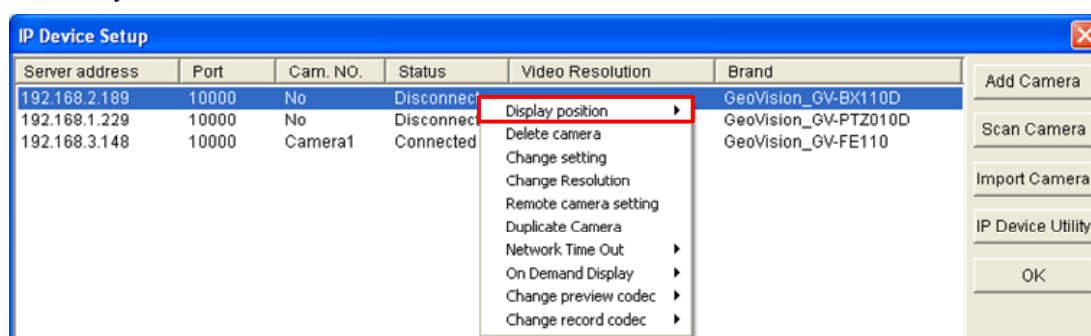 IP Device Setup
Server address Port Cam. NO. Status Video Resolution Brand
192.168.2.189 10000 No Disconnect GeoVision_GV-BX110D
192.168.1.229 10000 No Disconnect GeoVision_GV-PTZ010D
192.168.3.148 10000 Camera1 Connected GeoVision_GV-FE110
Display position
Delete camera
Change setting
Change Resolution
Remote camera setting
Duplicate Camera
Network Time Out
On Demand Display
Change preview codec
Change record codec
Add Camera
Scan Camera
Import Camera
IP Device Utility
OK